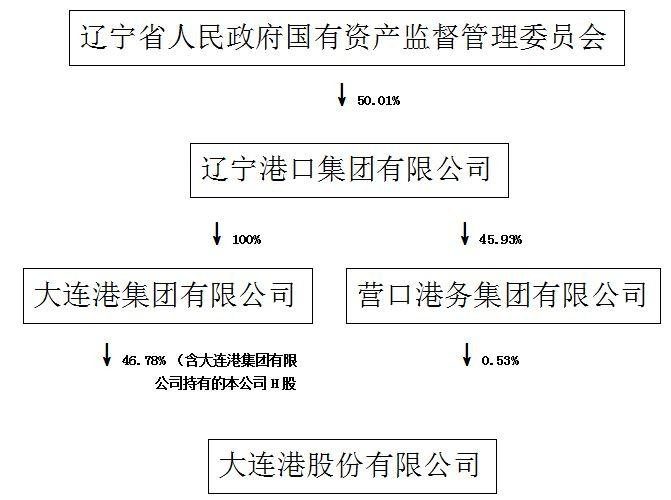 辽宁省人民政府国有资产监督管理委员会
50.01%
辽宁港口集团有限公司
100%
45.93%
大连港集团有限公司
营口港务集团有限公司
46.78% （含大连港集团有限
公司持有的本公司 H 股
0.53%
大连港股份有限公司